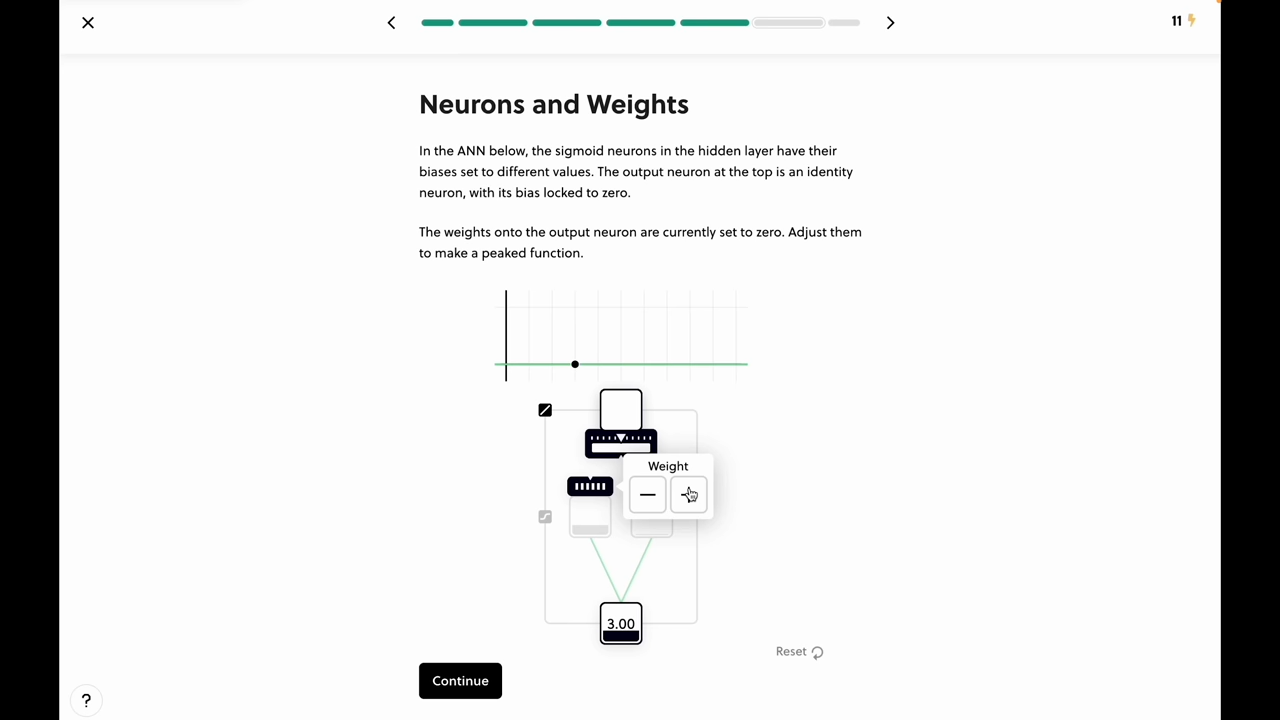 11
Neurons and Weights
In the ANN below, the sigmoid neurons in the hidden layer have their
biases set to different values. The output neuron at the top is an identity
neuron, with its bias locked to zero.
The weights onto the output neuron are currently set to zero. Adjust them
to make a peaked function.
Weight
3.00
Reset
Continue
?